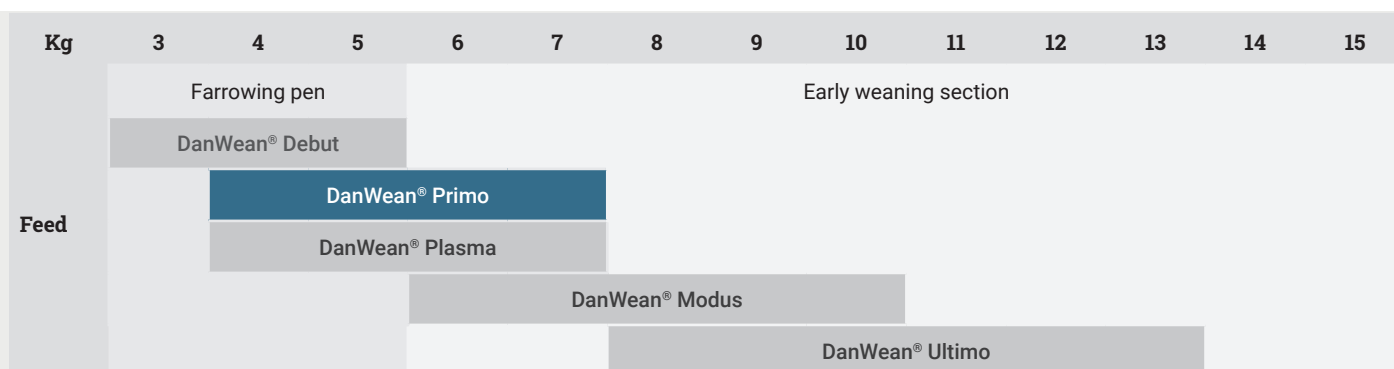 Kg 3 4 5 6 7 8 9 10 11 12 13 14 15
Farrowing pen Early weaning section
DanWean® Debut
DanWean® Primo
Feed
DanWean® Plasma
DanWean® Modus
DanWean® Ultimo